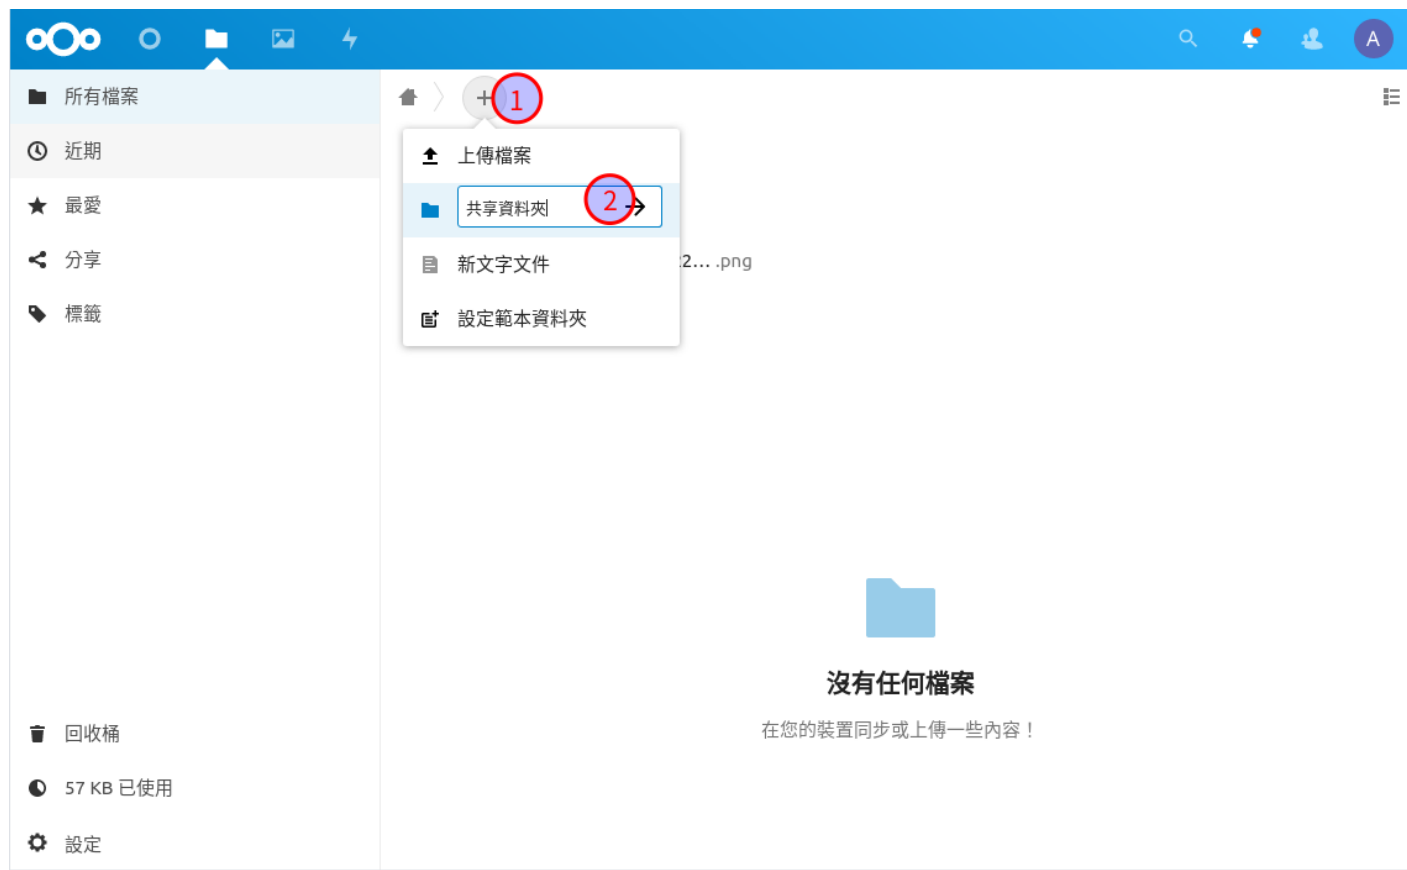 A
所有檔案
近期
最愛
分享
標籤
1
上傳檔案
共享資料夾
2
新文字文件
設定範本資料夾
2... .png
沒有任何檔案
在您的裝置同步或上傳一些內容！
回收桶
57 KB 已使用
設定